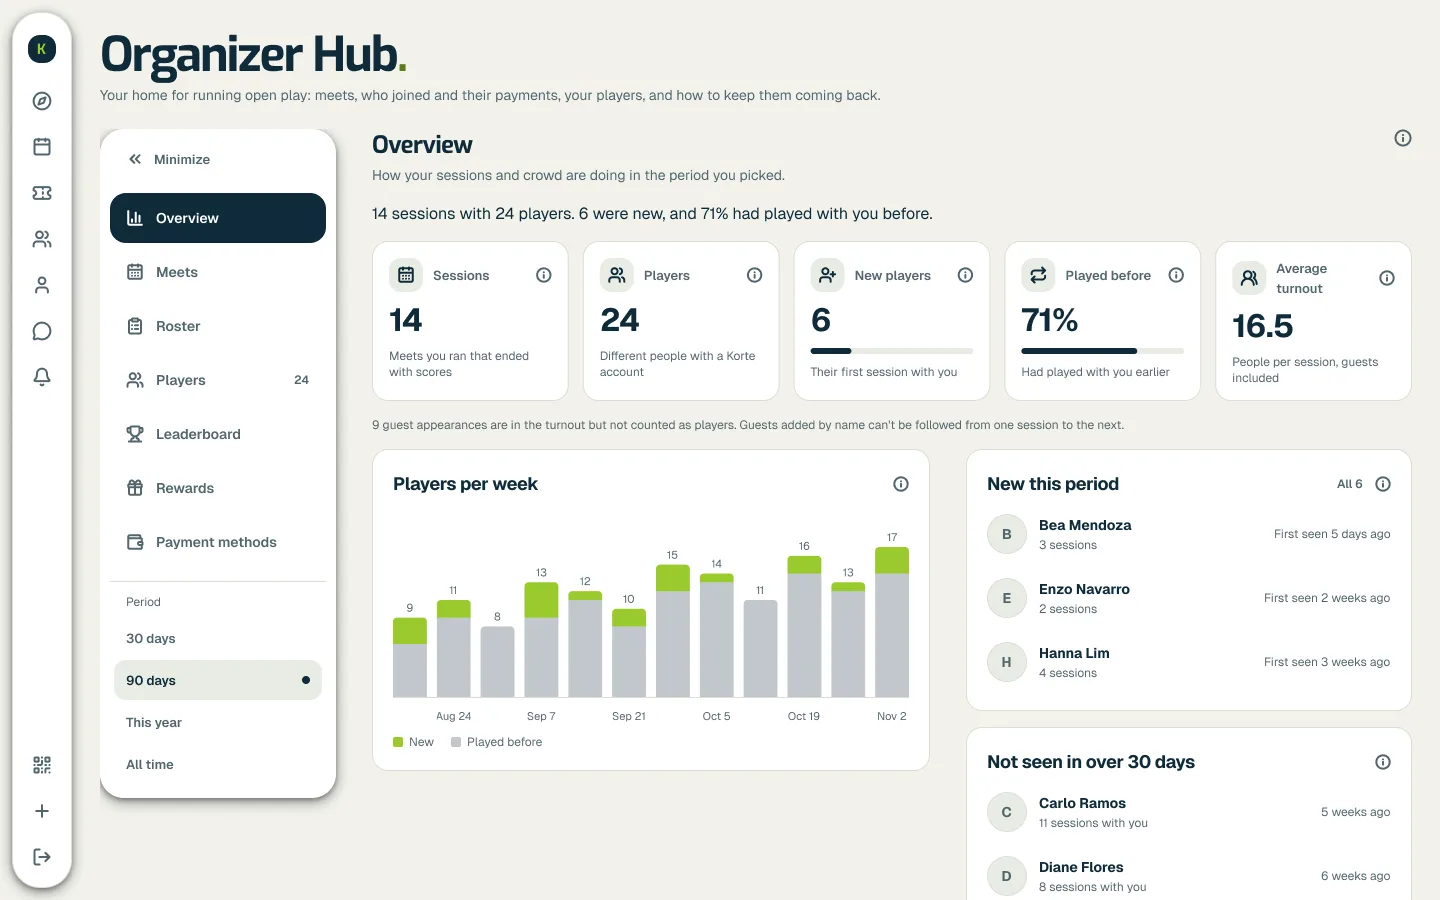 K
Organizer Hub.
Your home for running open play: meets, who joined and their payments, your players, and how to keep them coming back.
Minimize
Overview
Meets
Roster
Players 24
Leaderboard
Rewards
Payment methods
Period
30 days
90 days
This year
All time
Overview
How your sessions and crowd are doing in the period you picked.
14 sessions with 24 players. 6 were new, and 71% had played with you before.
Sessions
14
Meets you ran that ended
with scores
Players
24
Different people with a Korte
account
New players
6
Their first session with you
Played before
71%
Had played with you earlier
Average
turnout
16.5
People per session, guests
included
9 guest appearances are in the turnout but not counted as players. Guests added by name can't be followed from one session to the next.
Players per week
9 11 8 13 12 10 15 14 11 16 13 17
Aug 24 Sep 7 Sep 21 Oct 5 Oct 19 Nov 2
New Played before
New this period All 6
B Bea Mendoza First seen 5 days ago
3 sessions
E Enzo Navarro First seen 2 weeks ago
2 sessions
H Hanna Lim First seen 3 weeks ago
4 sessions
Not seen in over 30 days
C Carlo Ramos 5 weeks ago
11 sessions with you
D Diane Flores 6 weeks ago
8 sessions with you